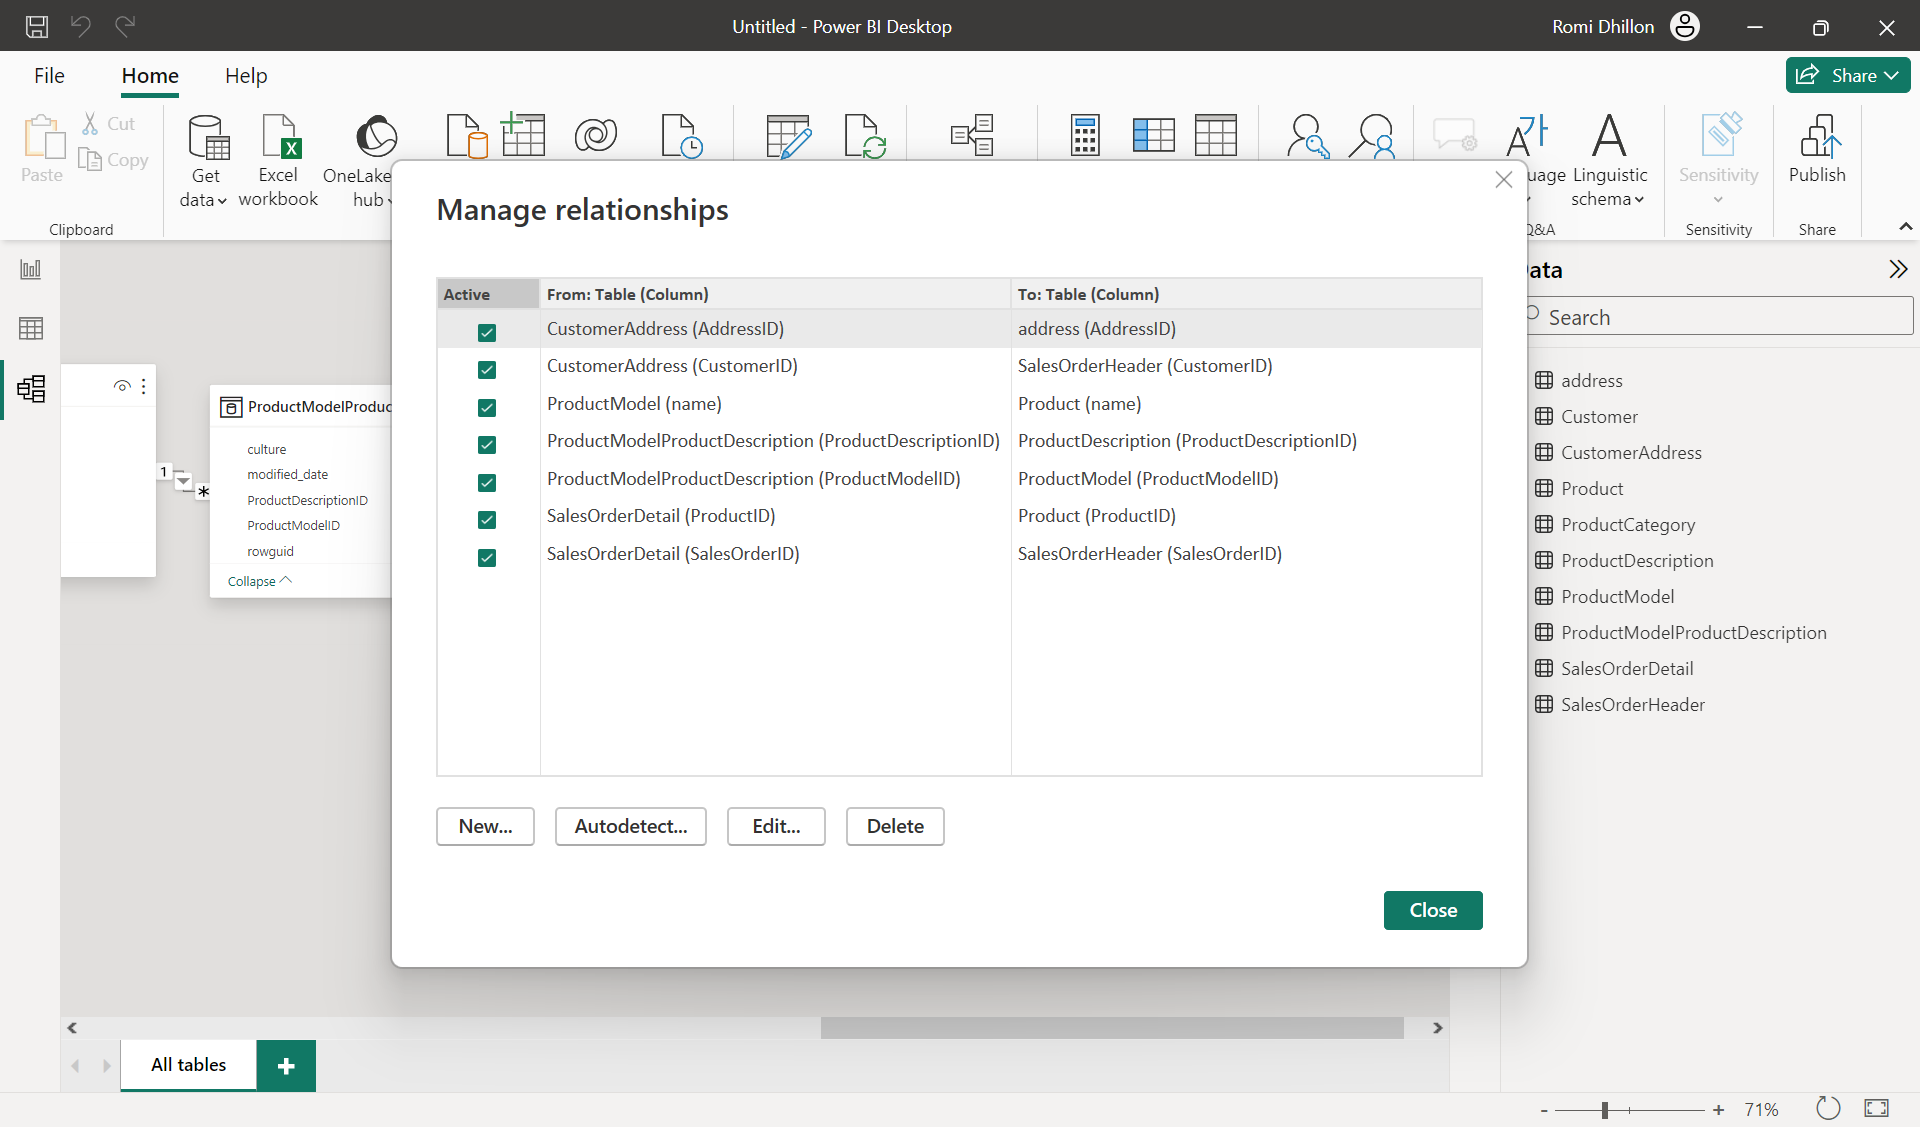 Untitled - Power BI Desktop
Romi Dhillon
File
Home
Help
Share
Paste
Cut
Copy
Clipboard
Get data
Excel workbook
OneLake hub
uage
Linguistic schema
Q&A
Sensitivity
Sensitivity
Publish
Share
ProductModelProduc
culture
modified_date
ProductDescriptionID
ProductModelID
rowguid
Collapse
1
*
Manage relationships
Active
From: Table (Column)
To: Table (Column)
CustomerAddress (AddressID)
address (AddressID)
CustomerAddress (CustomerID)
SalesOrderHeader (CustomerID)
ProductModel (name)
Product (name)
ProductModelProductDescription (ProductDescriptionID)
ProductDescription (ProductDescriptionID)
ProductModelProductDescription (ProductModelID)
ProductModel (ProductModelID)
SalesOrderDetail (ProductID)
Product (ProductID)
SalesOrderDetail (SalesOrderID)
SalesOrderHeader (SalesOrderID)
New...
Autodetect...
Edit...
Delete
Close
ata
Search
address
Customer
CustomerAddress
Product
ProductCategory
ProductDescription
ProductModel
ProductModelProductDescription
SalesOrderDetail
SalesOrderHeader
All tables
- + 71%